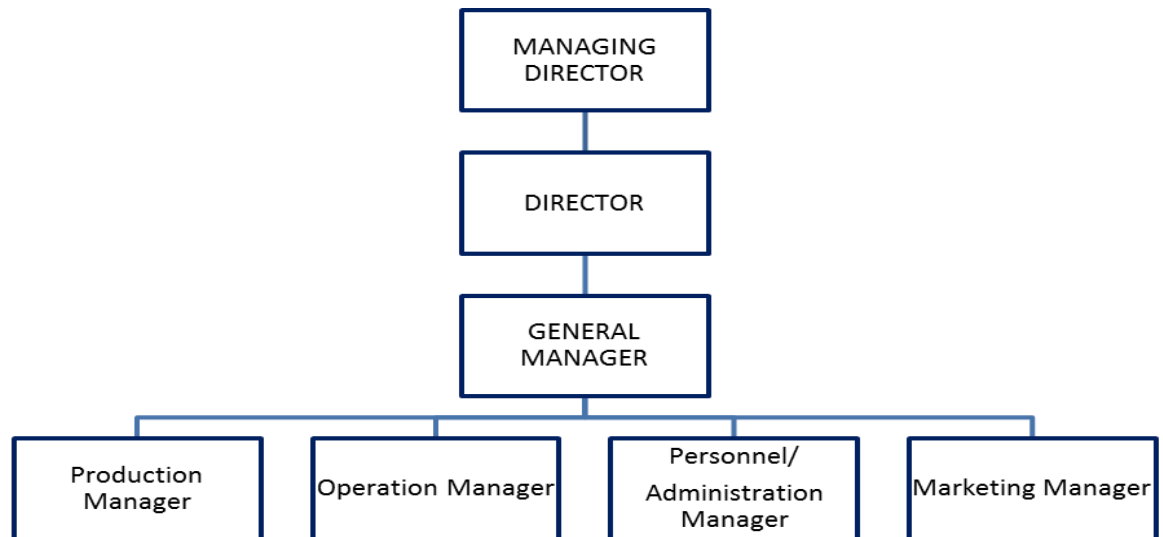 MANAGING
DIRECTOR
DIRECTOR
GENERAL
MANAGER
Production
Manager
Operation Manager
Personnel/
Administration
Manager
Marketing Manager